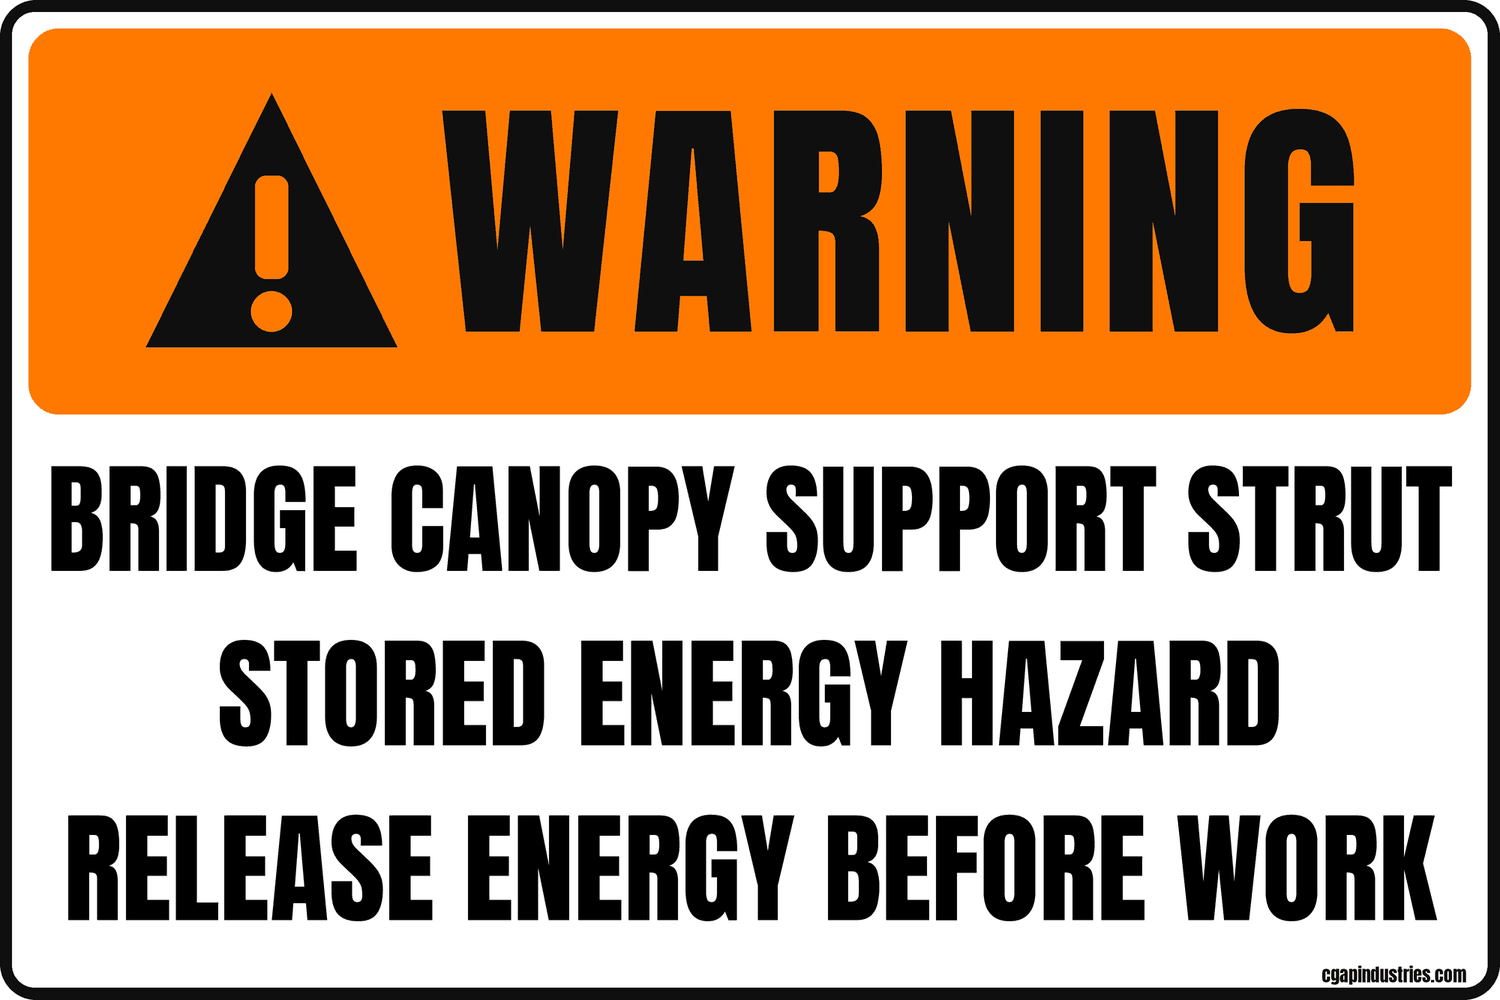 WARNING
BRIDGE CANOPY SUPPORT STRUT
STORED ENERGY HAZARD
RELEASE ENERGY BEFORE WORK
cgapindustries.com